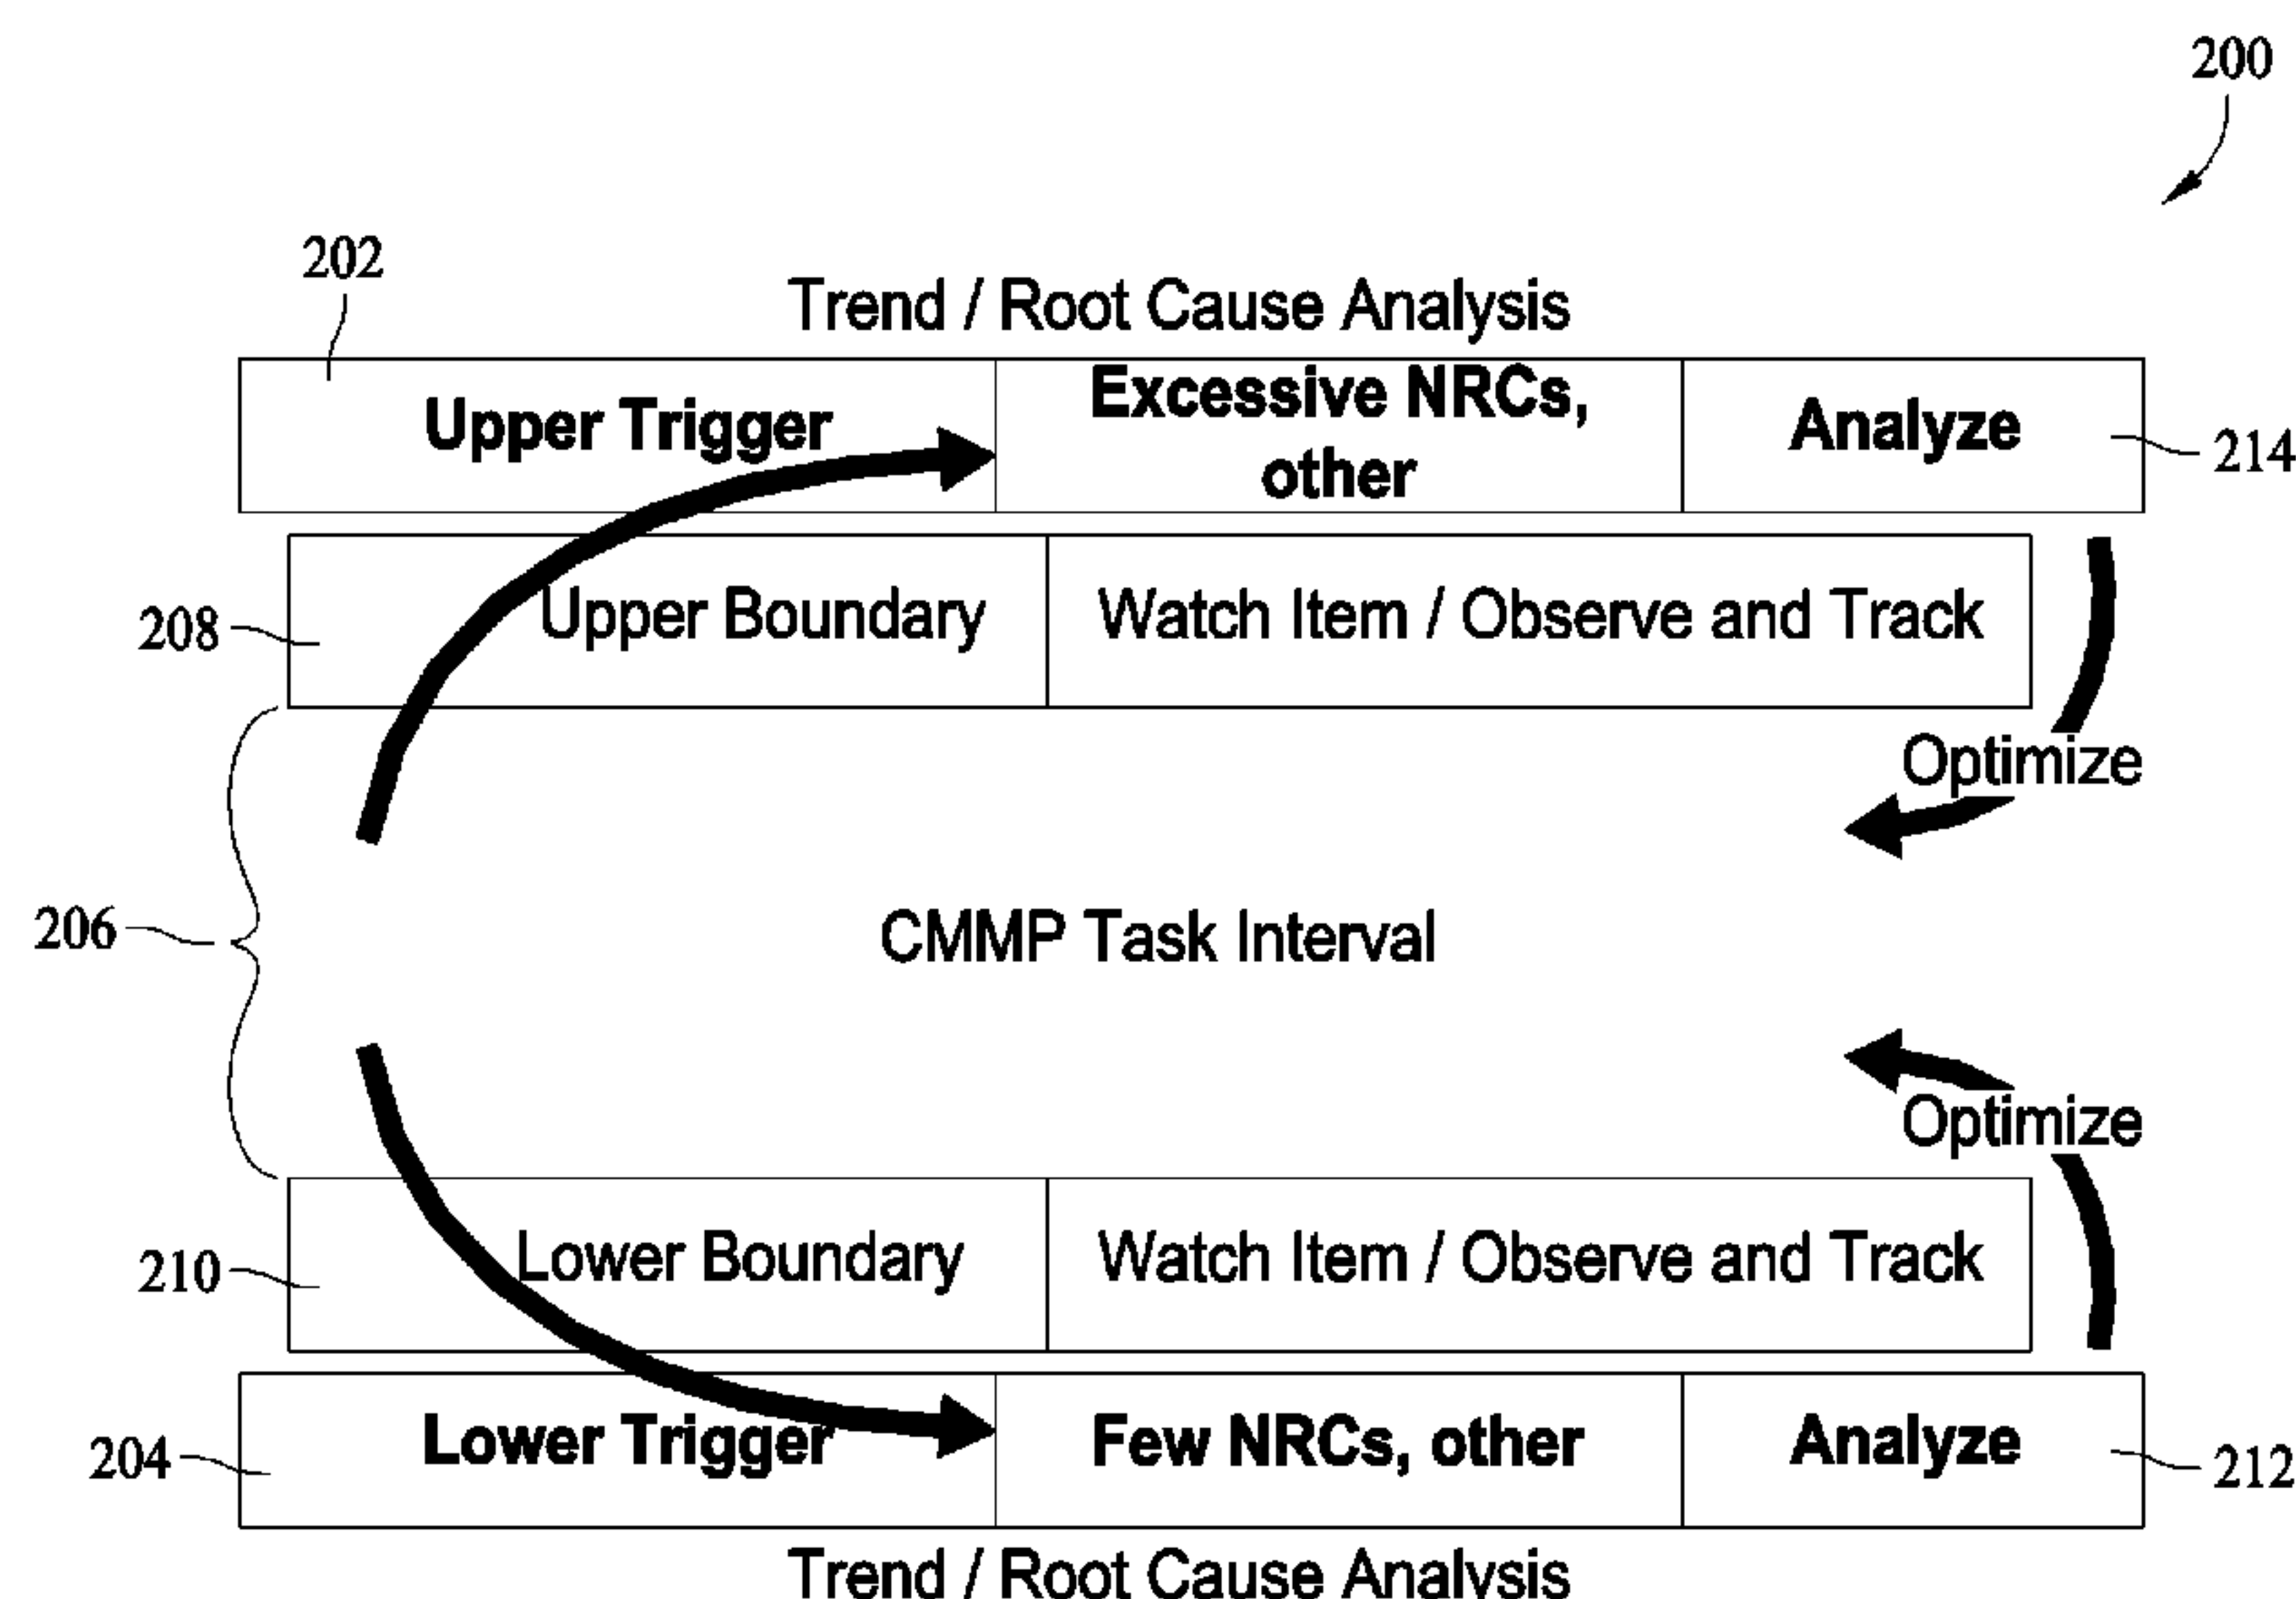 200
202
Trend / Root Cause Analysis
Upper Trigger
Excessive NRCs,
other
Analyze
214
208
Upper Boundary
Watch Item / Observe and Track
Optimize
206
CMMP Task Interval
Optimize
210
Lower Boundary
Watch Item / Observe and Track
204
Lower Trigger
Few NRCs, other
Analyze
212
Trend / Root Cause Analysis